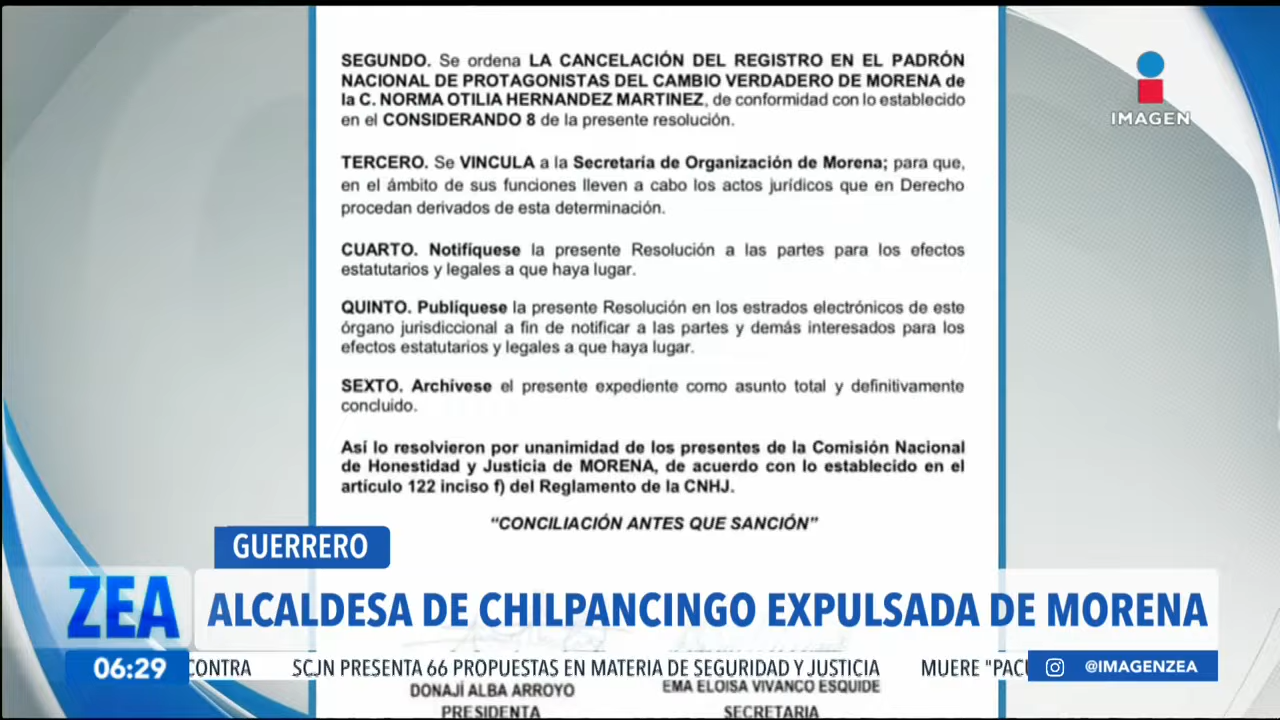 SEGUNDO. Se ordena LA CANCELACIÓN DEL REGISTRO EN EL PADRÓN
NACIONAL DE PROTAGONISTAS DEL CAMBIO VERDADERO DE MORENA de
la C. NORMA OTILIA HERNANDEZ MARTINEZ, de conformidad con lo establecido
en el CONSIDERANDO 8 de la presente resolución.
IMAGEN
TERCERO. Se VINCULA a la Secretaría de Organización de Morena; para que,
en el ámbito de sus funciones lleven a cabo los actos jurídicos que en Derecho
procedan derivados de esta determinación.
CUARTO. Notifíquese la presente Resolución a las partes para los efectos
estatutarios y legales a que haya lugar.
QUINTO. Publíquese la presente Resolución en los estrados electrónicos de este
órgano jurisdiccional a fin de notificar a las partes y demás interesados para los
efectos estatutarios y legales a que haya lugar.
SEXTO. Archívese el presente expediente como asunto total y definitivamente
concluido.
Así lo resolvieron por unanimidad de los presentes de la Comisión Nacional
de Honestidad y Justicia de MORENA, de acuerdo con lo establecido en el
artículo 122 inciso f) del Reglamento de la CNHJ.
“CONCILIACIÓN ANTES QUE SANCIÓN”
GUERRERO
ZEA
ALCALDESA DE CHILPANCINGO EXPULSADA DE MORENA
06:29
CONTRA SCJN PRESENTA 66 PROPUESTAS EN MATERIA DE SEGURIDAD Y JUSTICIA MUERE "PACU
@IMAGENZEA
DONAJÍ ALBA ARROYO
PRESIDENTA
EMA ELOISA VIVANCO ESQUIDE
SECRETARIA